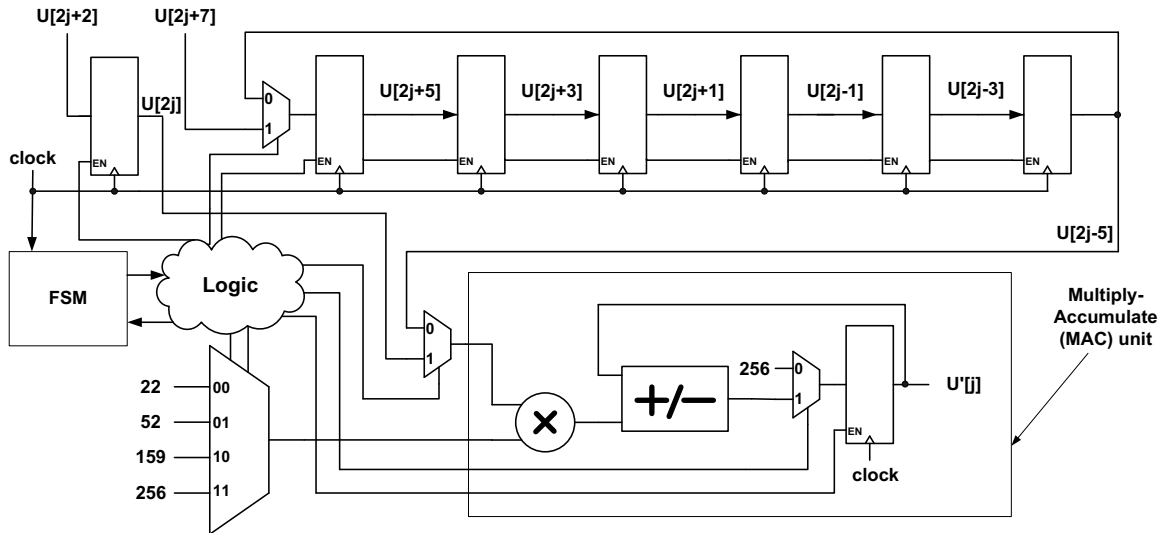 U[2j+2]
U[2j+7]
U[2j]
0
1
U[2j+5]
U[2j+3]
U[2j+1]
U[2j-1]
U[2j-3]
clock
EN
EN
EN
EN
EN
EN
EN
U[2j-5]
FSM
Logic
Multiply-
Accumulate
(MAC) unit
0
1
256
0
1
U'[j]
22
00
52
01
159
10
256
11
×
+/−
EN
clock